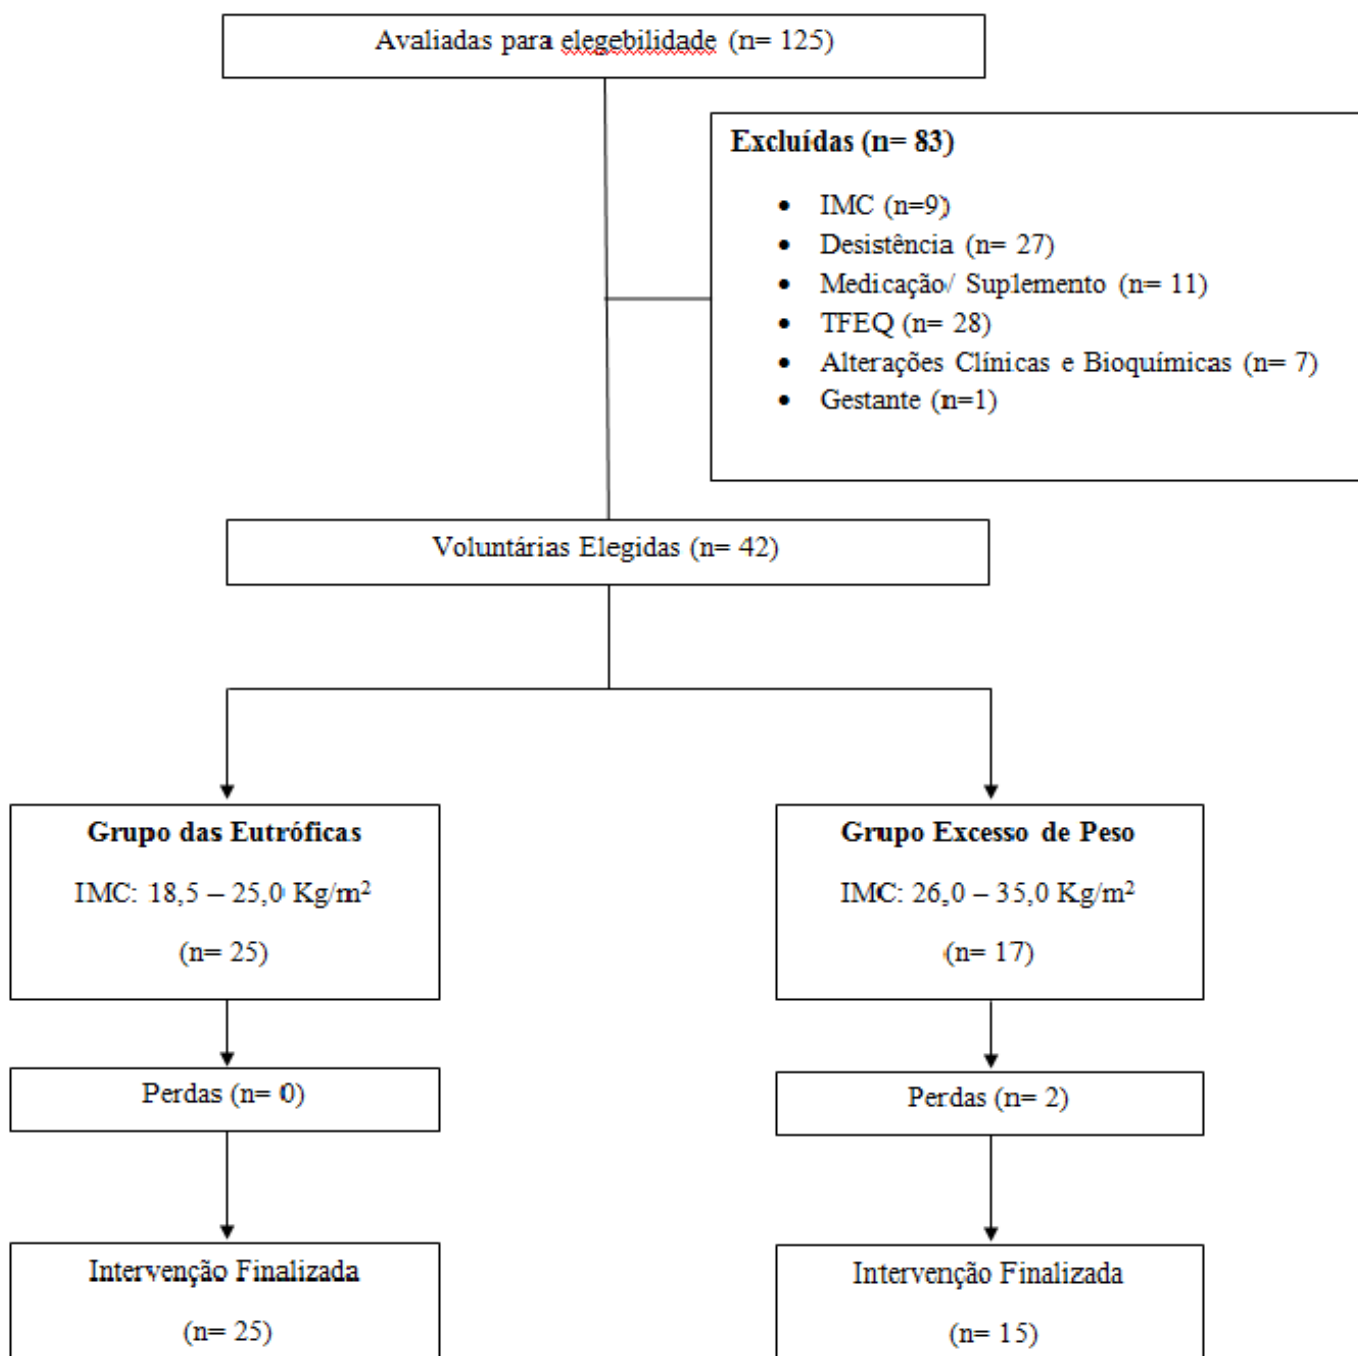 Avaliadas para elegebilidade (n= 125)
Excluídas (n= 83)
• IMC (n=9)
• Desistência (n= 27)
• Medicação/ Suplemento (n= 11)
• TFEQ (n= 28)
• Alterações Clínicas e Bioquímicas (n= 7)
• Gestante (n=1)
Voluntárias Elegidas (n= 42)
Grupo das Eutróficas
IMC: 18,5 – 25,0 Kg/m²
(n= 25)
Grupo Excesso de Peso
IMC: 26,0 – 35,0 Kg/m²
(n= 17)
Perdas (n= 0)
Perdas (n= 2)
Intervenção Finalizada
(n= 25)
Intervenção Finalizada
(n= 15)